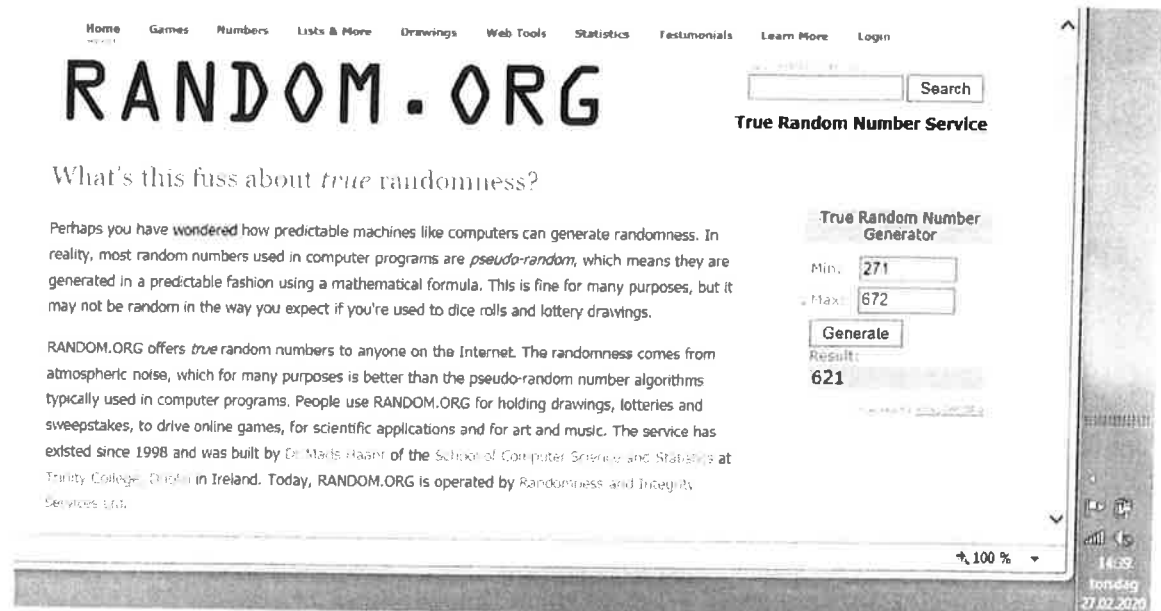 Home Games Numbers Lists & More Drawings Web Tools Statistics Testimonials Learn More Login
RANDOM.ORG
Search
True Random Number Service
What's this fuss about true randomness?
Perhaps you have wondered how predictable machines like computers can generate randomness. In
reality, most random numbers used in computer programs are pseudo-random, which means they are
generated in a predictable fashion using a mathematical formula. This is fine for many purposes, but it
may not be random in the way you expect if you're used to dice rolls and lottery drawings.
RANDOM.ORG offers true random numbers to anyone on the Internet. The randomness comes from
atmospheric noise, which for many purposes is better than the pseudo-random number algorithms
typically used in computer programs. People use RANDOM.ORG for holding drawings, lotteries and
sweepstakes, to drive online games, for scientific applications and for art and music. The service has
existed since 1998 and was built by Dr Mads Haahr of the School of Computer Science and Statistics at
Trinity College, Dublin in Ireland. Today, RANDOM.ORG is operated by Randomness and Integrity
Services Ltd.
True Random Number
Generator
Min: 271
Max: 672
Generate
Result:
621
100 %
14:39
torsdag
27.02.2020